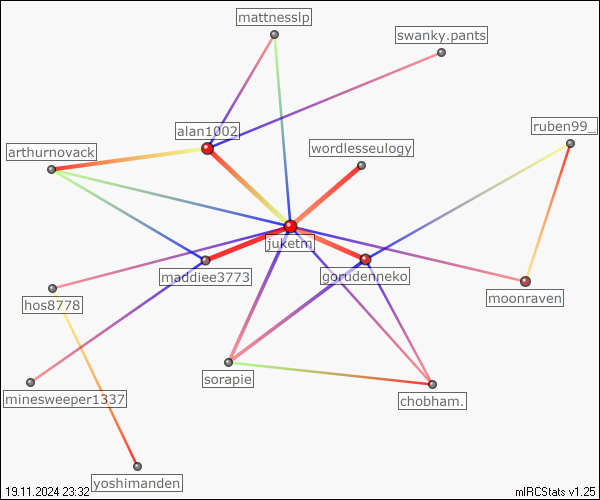 mattnesslp
swanky.pants
alan1002
ruben99_
arthurnovack
wordlesseulogy
juketm
maddiee3773
gorudenneko
hos8778
moonraven
sorapie
minesweeper1337
chobham.
yoshimanden
19.11.2024 23:32
mIRCStats v1.25